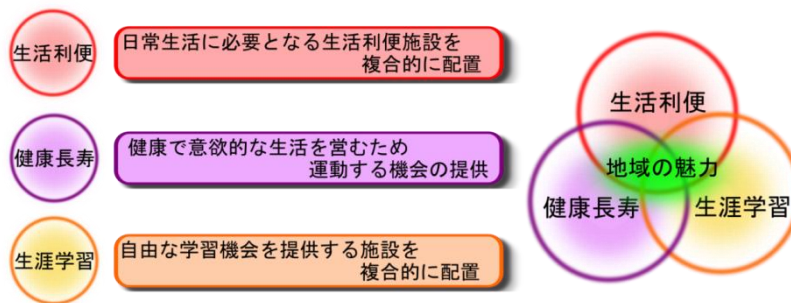 生活利便
日常生活に必要となる生活利便施設を
複合的に配置
健康長寿
健康で意欲的な生活を営むため
運動する機会の提供
生涯学習
自由な学習機会を提供する施設を
複合的に配置
生活利便
地域の魅力
健康長寿
生涯学習